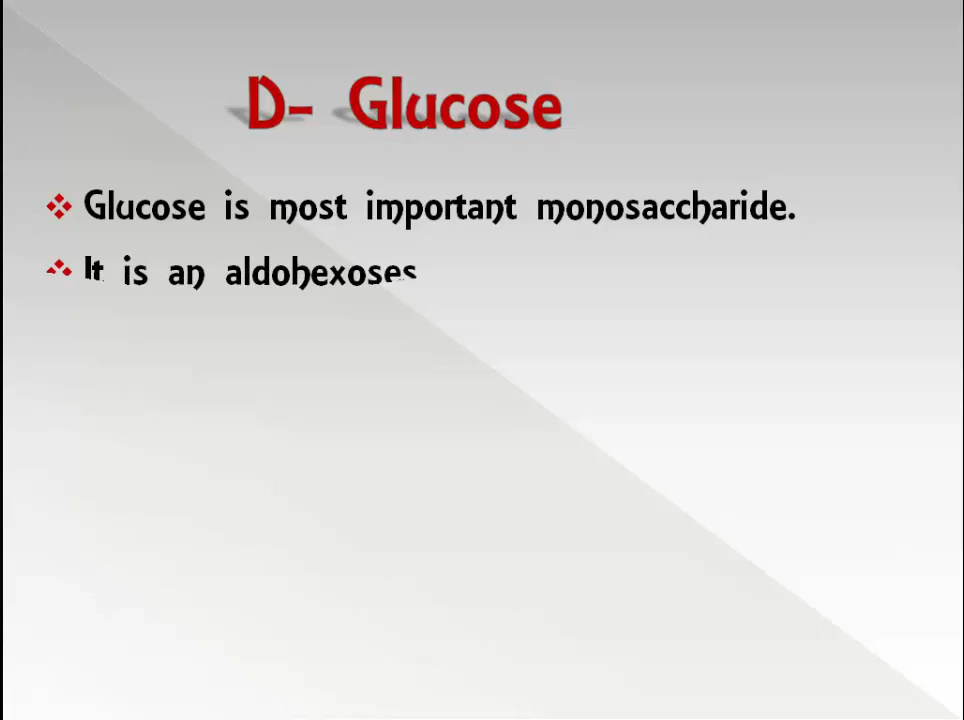 D- Glucose
Glucose is most important monosaccharide.
It is an aldohexoses